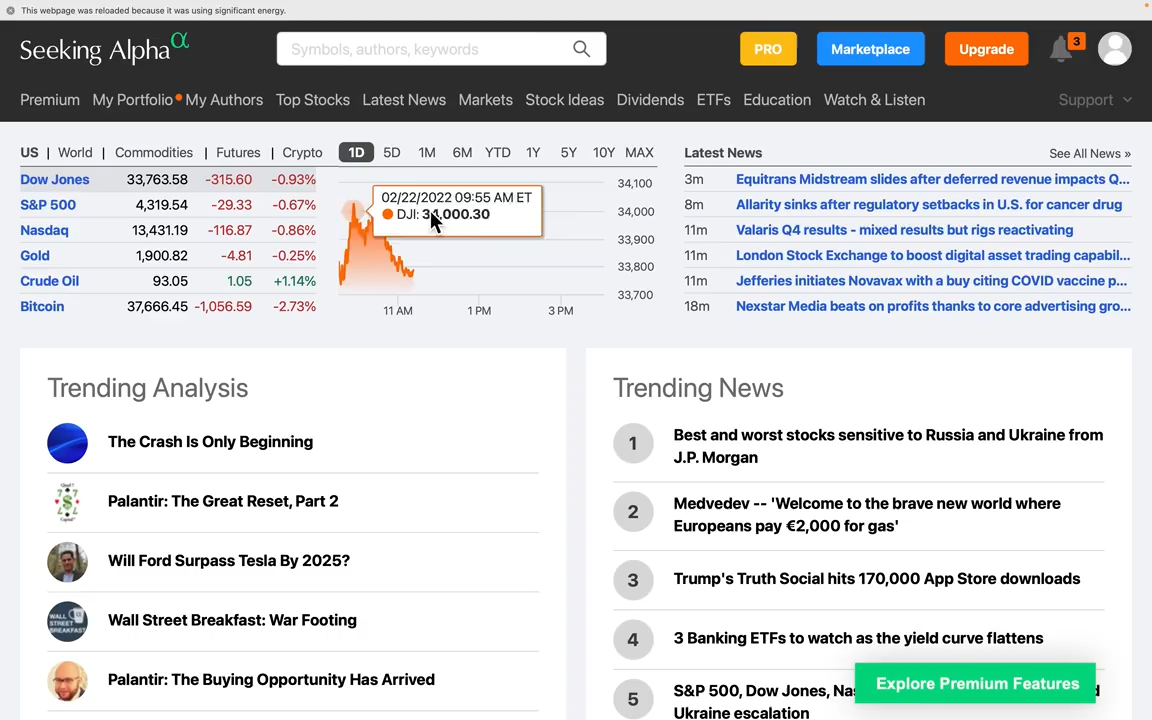 This webpage was reloaded because it was using significant energy.
Seeking Alpha α
Symbols, authors, keywords
PRO
Marketplace
Upgrade
3
Premium My Portfolio My Authors Top Stocks Latest News Markets Stock Ideas Dividends ETFs Education Watch & Listen Support
US | World | Commodities | Futures | Crypto
Dow Jones 33,763.58 -315.60 -0.93%
S&P 500 4,319.54 -29.33 -0.67%
Nasdaq 13,431.19 -116.87 -0.86%
Gold 1,900.82 -4.81 -0.25%
Crude Oil 93.05 1.05 +1.14%
Bitcoin 37,666.45 -1,056.59 -2.73%
1D 5D 1M 6M YTD 1Y 5Y 10Y MAX
02/22/2022 09:55 AM ET
DJI: 34,000.30
34,100
34,000
33,900
33,800
33,700
11 AM 1 PM 3 PM
Latest News See All News »
3m Equitrans Midstream slides after deferred revenue impacts Q...
8m Allarity sinks after regulatory setbacks in U.S. for cancer drug
11m Valaris Q4 results - mixed results but rigs reactivating
11m London Stock Exchange to boost digital asset trading capabil...
11m Jefferies initiates Novavax with a buy citing COVID vaccine p...
18m Nexstar Media beats on profits thanks to core advertising gro...
Trending Analysis
The Crash Is Only Beginning
Palantir: The Great Reset, Part 2
Will Ford Surpass Tesla By 2025?
WALL STREET BREAKFAST
Wall Street Breakfast: War Footing
Palantir: The Buying Opportunity Has Arrived
Trending News
1 Best and worst stocks sensitive to Russia and Ukraine from
J.P. Morgan
2 Medvedev -- 'Welcome to the brave new world where
Europeans pay €2,000 for gas'
3 Trump's Truth Social hits 170,000 App Store downloads
4 3 Banking ETFs to watch as the yield curve flattens
5 S&P 500, Dow Jones,
Ukraine escalation
Explore Premium Features